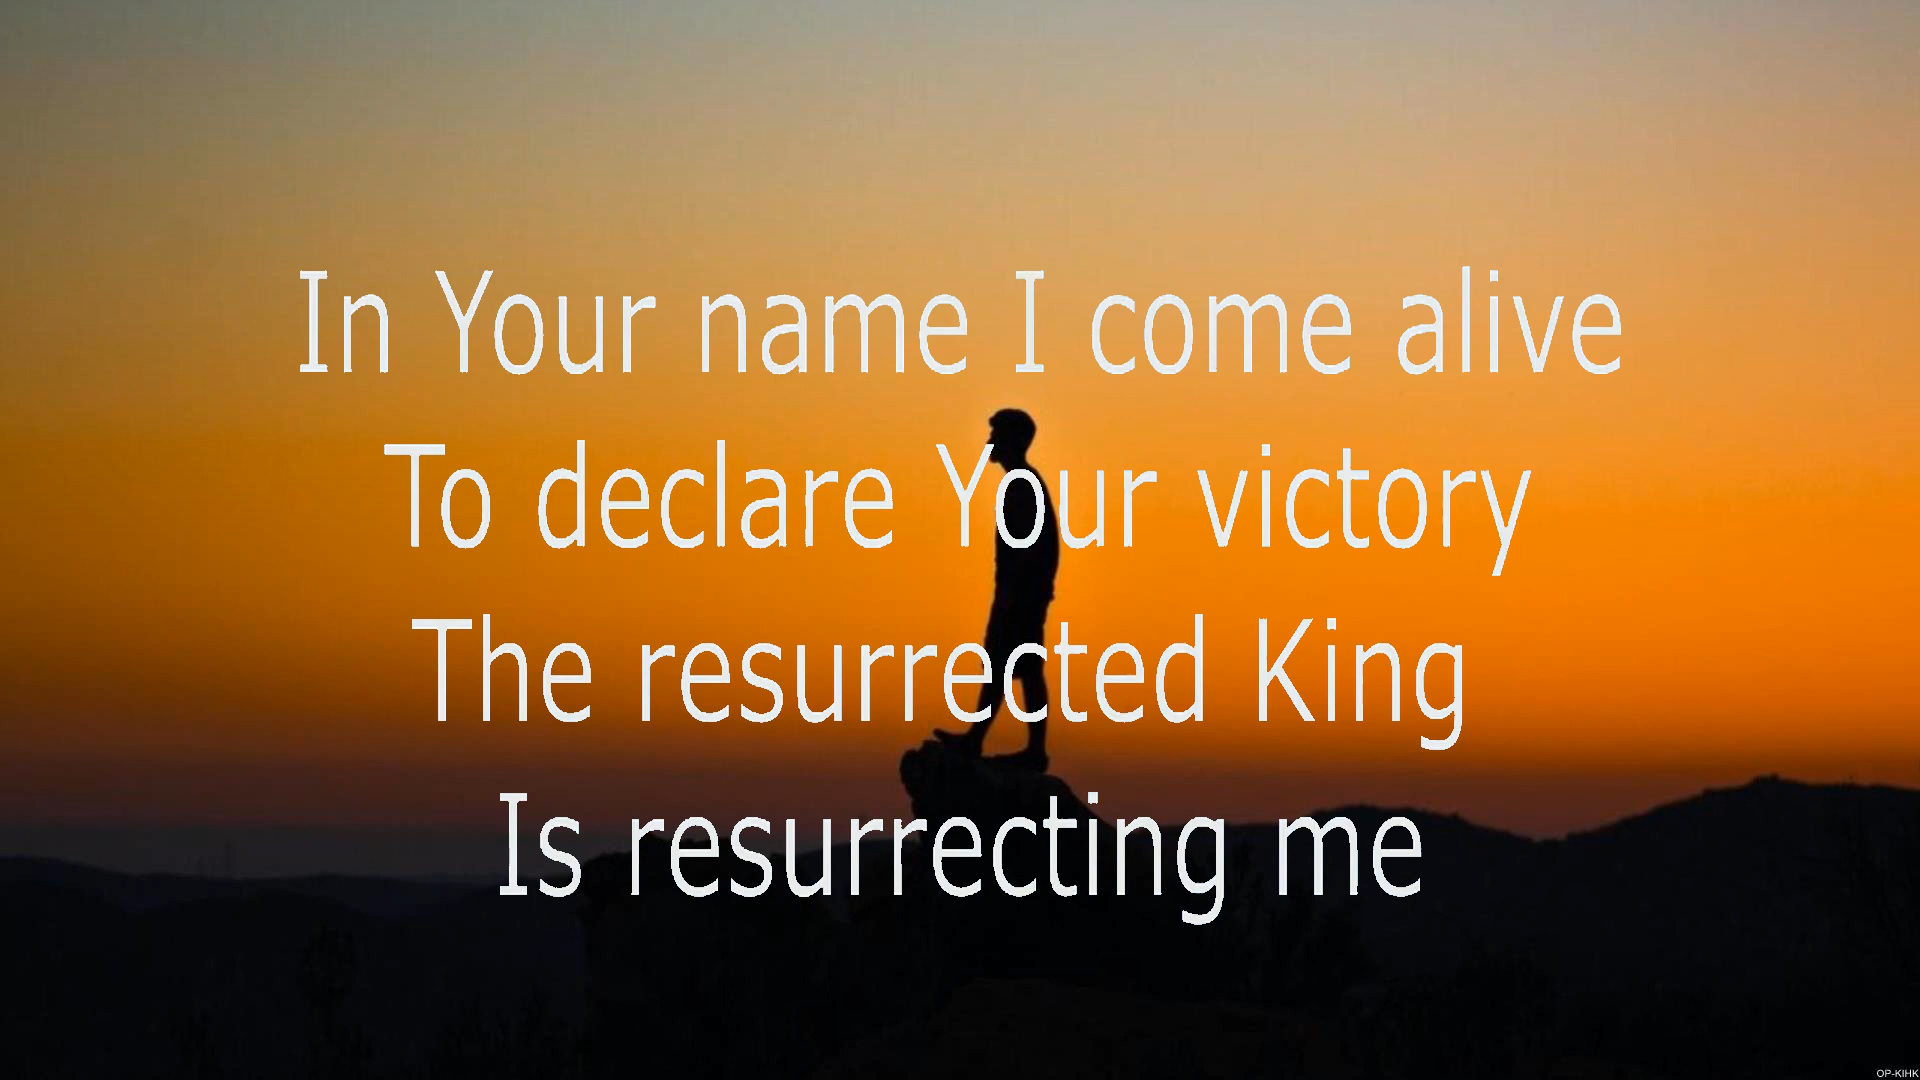 In Your name I come alive
To declare Your victory
The resurrected King
Is resurrecting me
OP-KIHK